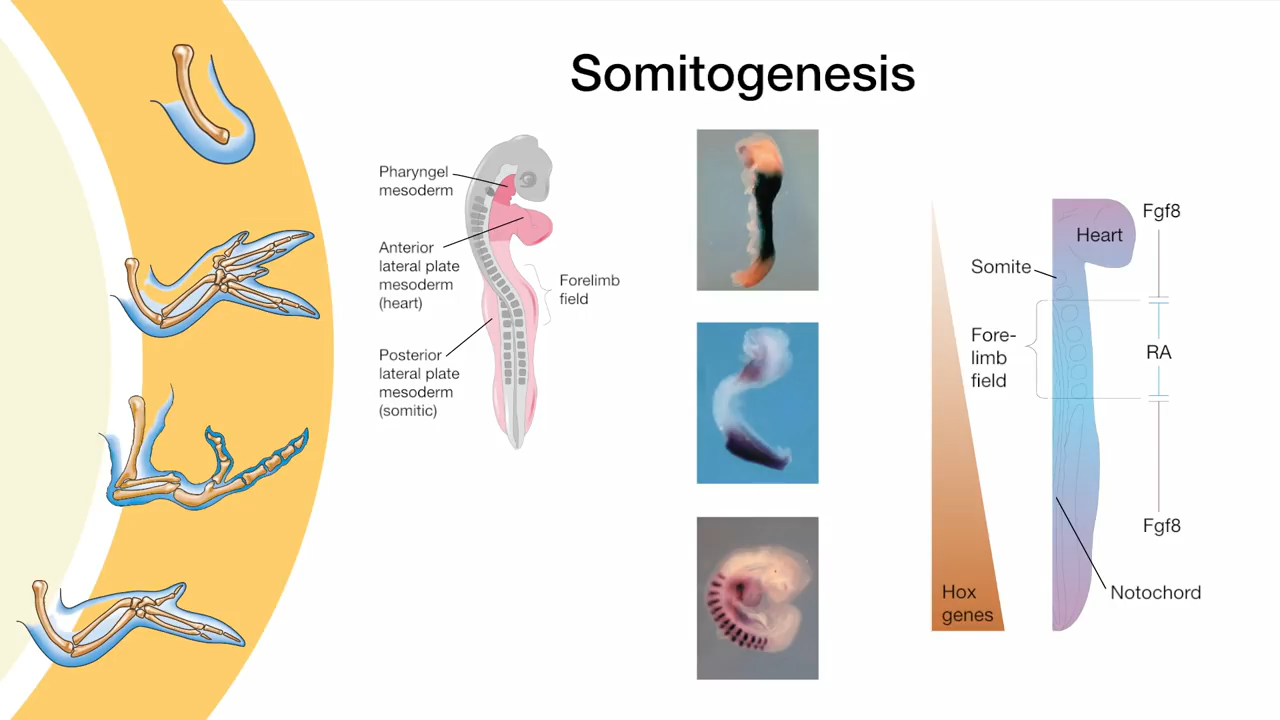 Somitogenesis
Pharyngel
mesoderm
Anterior
lateral plate
mesoderm
(heart)
Forelimb
field
Posterior
lateral plate
mesoderm
(somitic)
Fgf8
Heart
Somite
Fore-
limb
field
RA
Fgf8
Hox
genes
Notochord